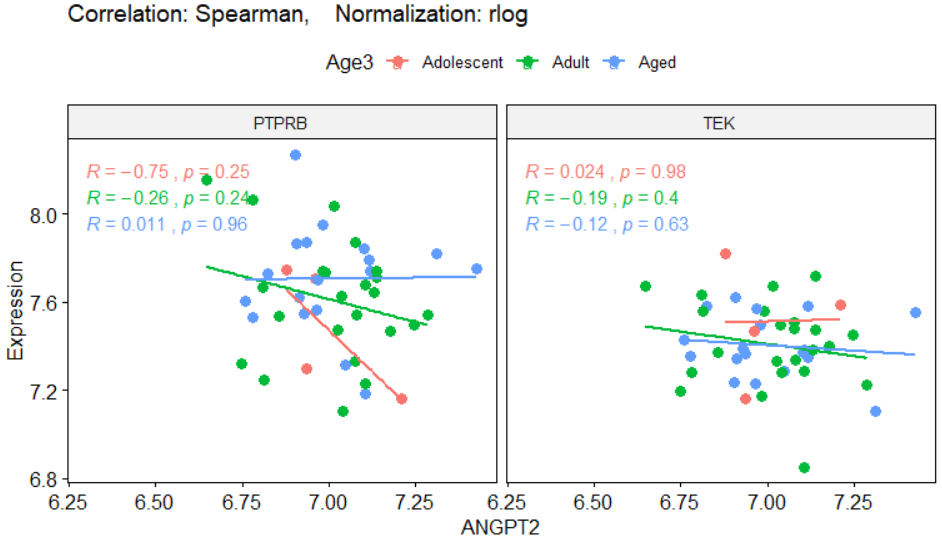 Correlation: Spearman,    Normalization: rlog
Age3 Adolescent Adult Aged
PTPRB TEK
R = −0.75 , p = 0.25
R = −0.26 , p = 0.24
R = 0.011 , p = 0.96
R = 0.024 , p = 0.98
R = −0.19 , p = 0.4
R = −0.12 , p = 0.63
Expression
8.0
7.6
7.2
6.8
6.25 6.50 6.75 7.00 7.25 6.25 6.50 6.75 7.00 7.25
ANGPT2